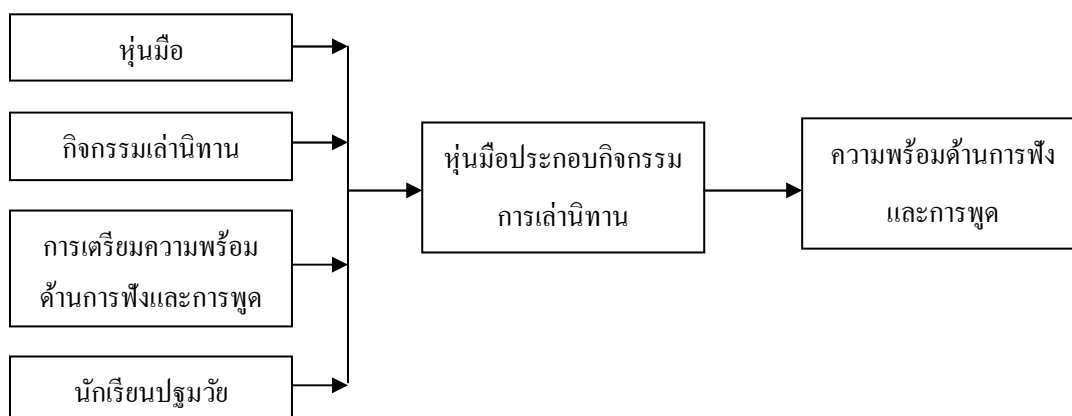 หุ่นมือ
กิจกรรมเล่านิทาน
การเตรียมความพร้อม
ด้านการฟังและการพูด
นักเรียนปฐมวัย
หุ่นมือประกอบกิจกรรม
การเล่านิทาน
ความพร้อมด้านการฟัง
และการพูด